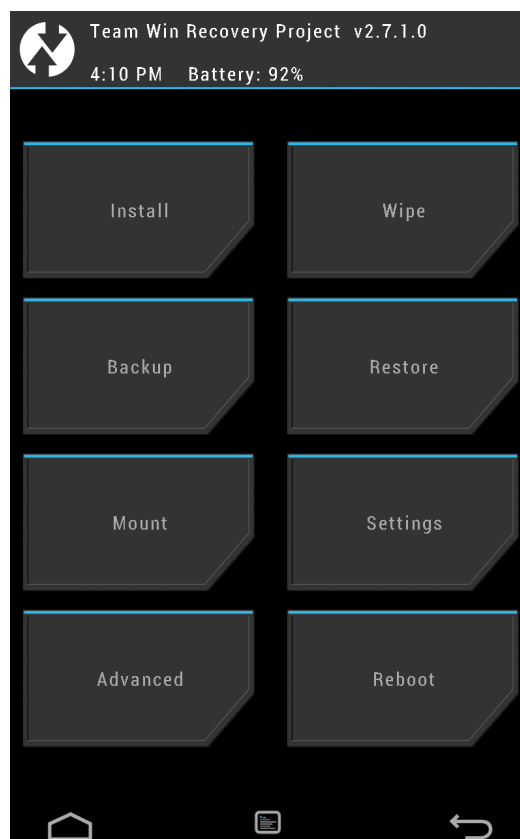 Team Win Recovery Project v2.7.1.0
4:10 PM Battery: 92%
Install
Wipe
Backup
Restore
Mount
Settings
Advanced
Reboot